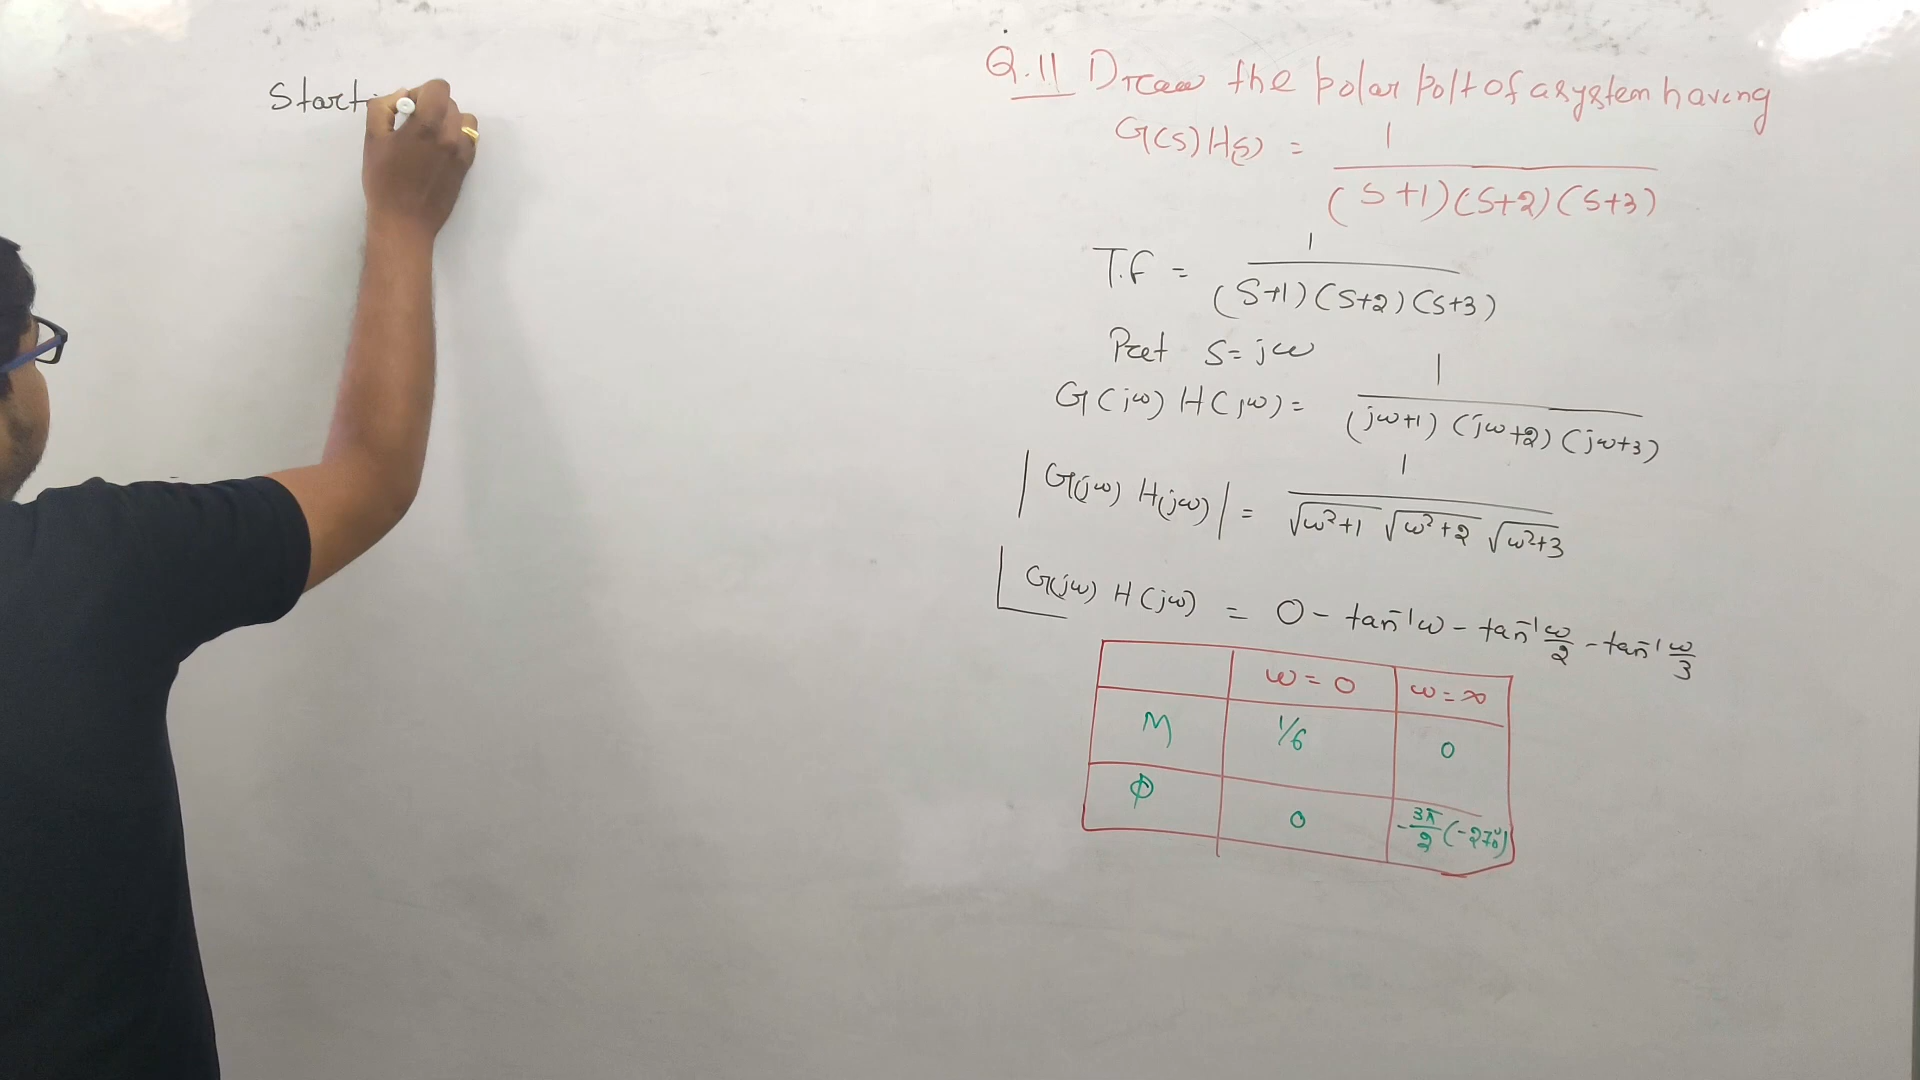 Start
Q.11 Draw the polar polt of a system having
G(s) H(s) = 1 / (S+1)(S+2)(S+3)
T.F = 1 / (S+1)(S+2)(S+3)
Put S=jω
G(jω) H(jω) = 1 / (jω+1)(jω+2)(jω+3)
|G(jω) H(jω)| = 1 / √ω²+1 √ω²+2 √ω²+3
∠G(jω) H(jω) = 0 - tan⁻¹ω - tan⁻¹ω/2 - tan⁻¹ω/3
ω=0 ω=∞
M 1/6 0
Φ 0 -3π/2 (-270°)